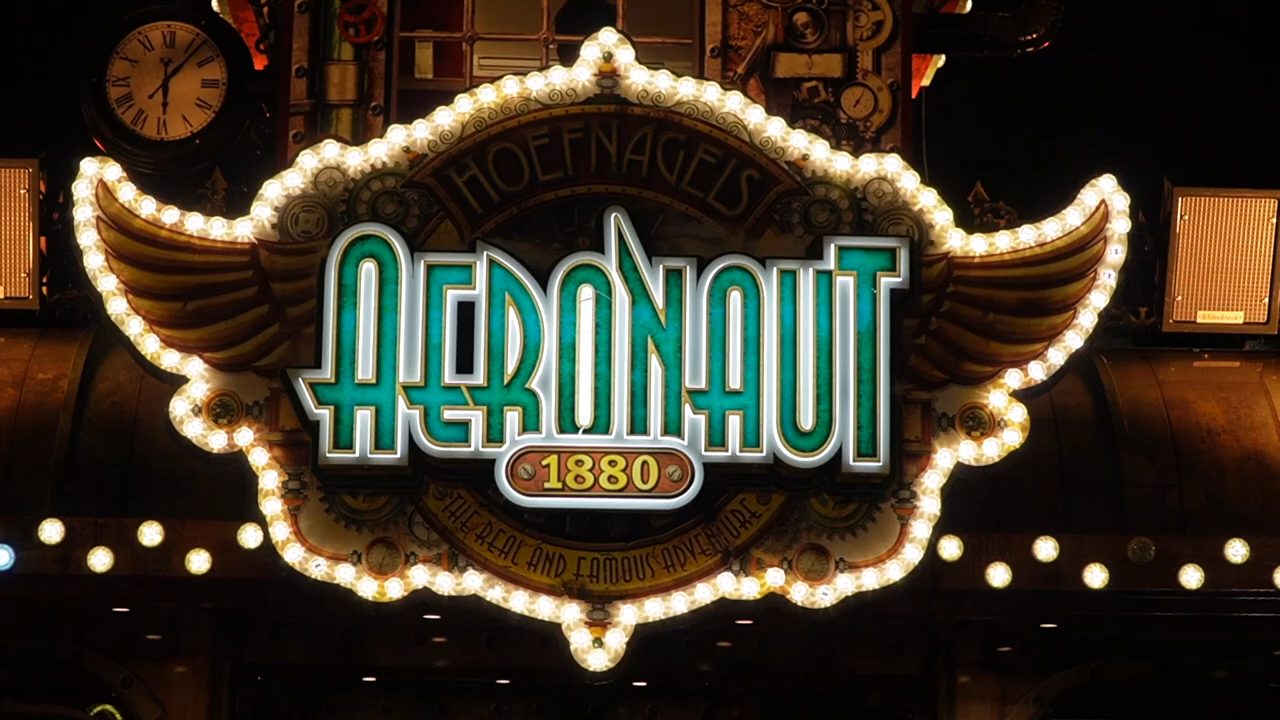 HOEFNAGELS
AERONAUT
1880
THE REAL AND FAMOUS ADVENTURE